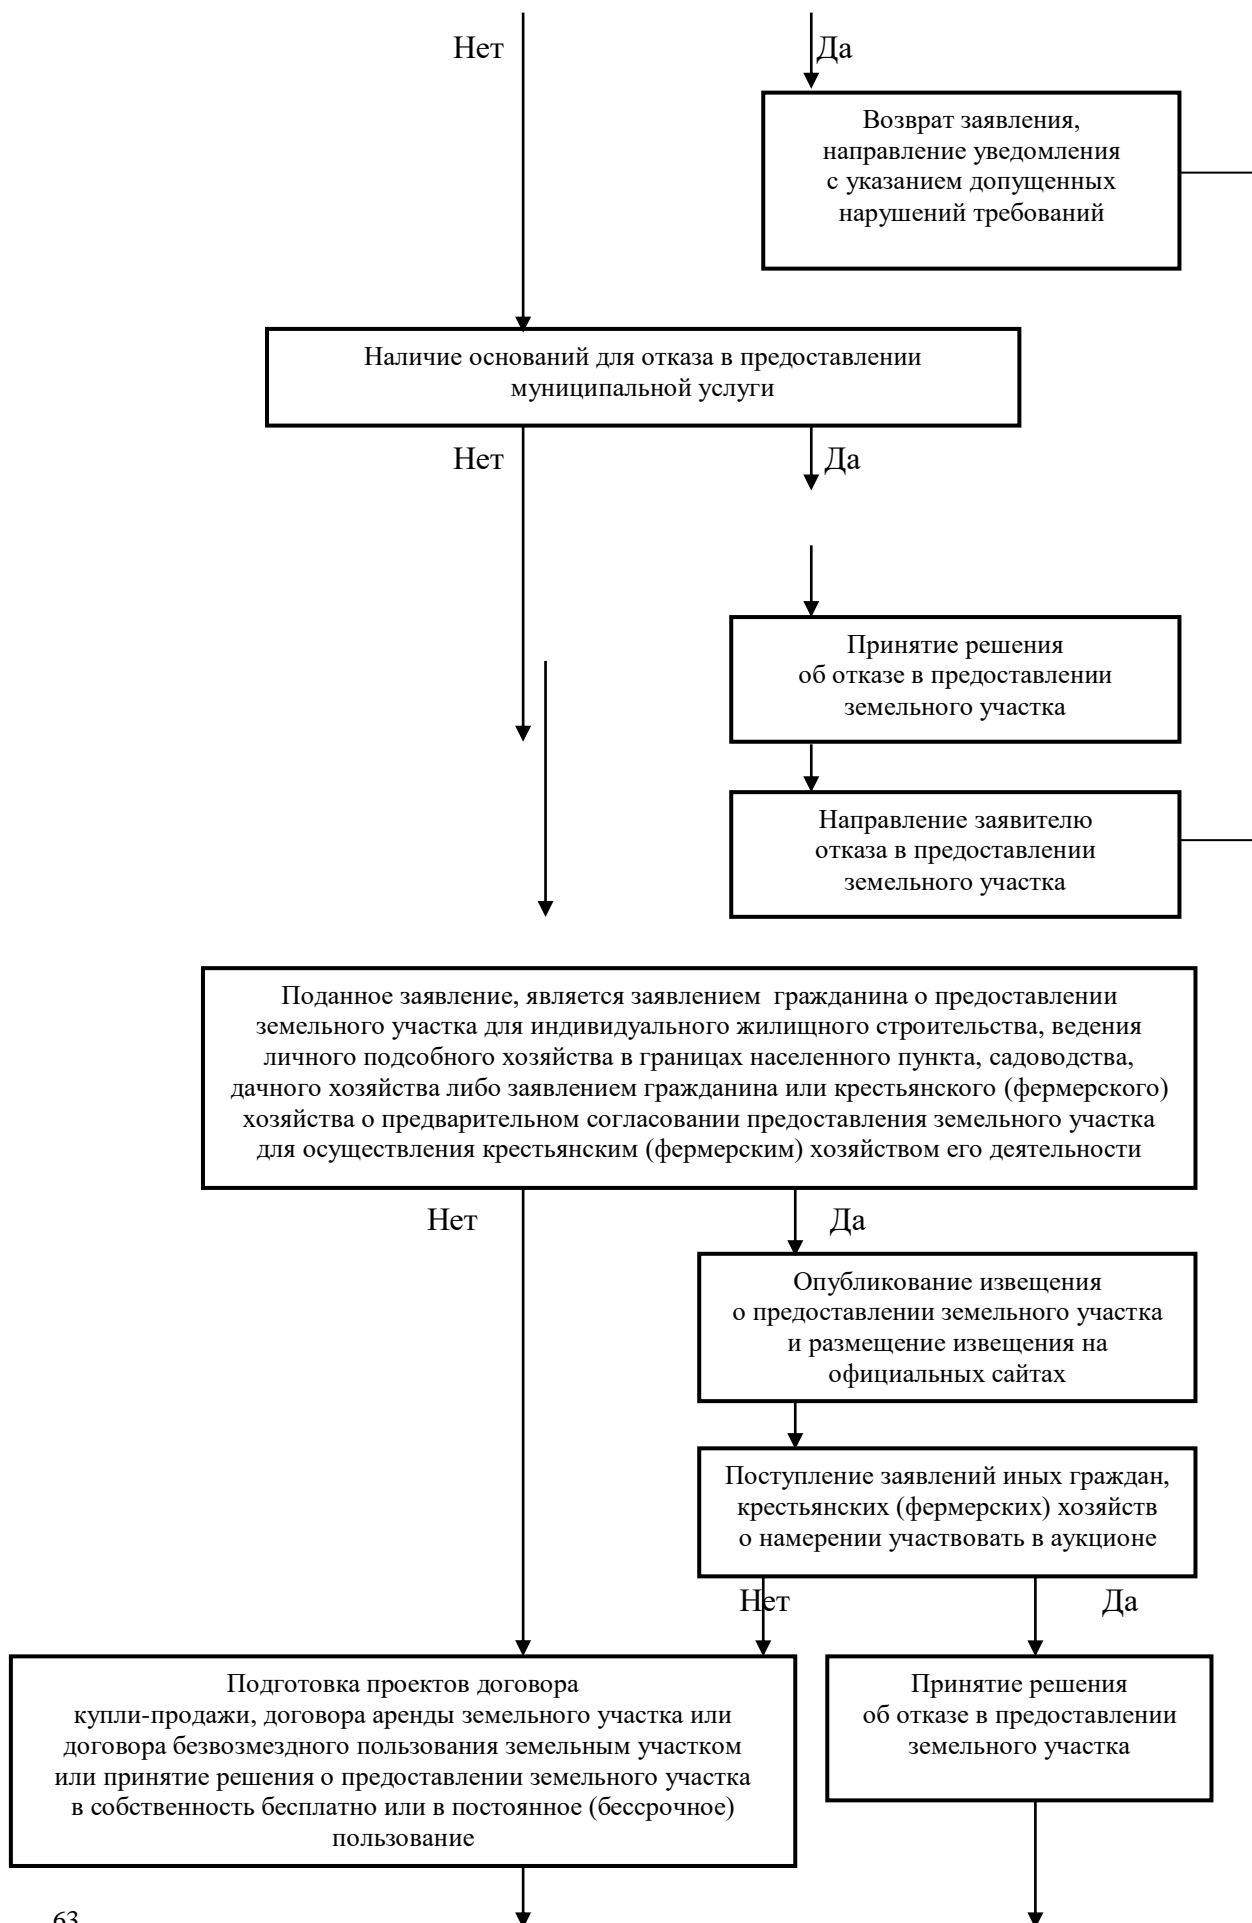 Нет
Да
Возврат заявления,
направление уведомления
с указанием допущенных
нарушений требований
Наличие оснований для отказа в предоставлении
муниципальной услуги
Нет
Да
Принятие решения
об отказе в предоставлении
земельного участка
Направление заявителю
отказа в предоставлении
земельного участка
Поданное заявление, является заявлением  гражданина о предоставлении
земельного участка для индивидуального жилищного строительства, ведения
личного подсобного хозяйства в границах населенного пункта, садоводства,
дачного хозяйства либо заявлением гражданина или крестьянского (фермерского)
хозяйства о предварительном согласовании предоставления земельного участка
для осуществления крестьянским (фермерским) хозяйством его деятельности
Нет
Да
Опубликование извещения
о предоставлении земельного участка
и размещение извещения на
официальных сайтах
Поступление заявлений иных граждан,
крестьянских (фермерских) хозяйств
о намерении участвовать в аукционе
Нет
Да
Подготовка проектов договора
купли-продажи, договора аренды земельного участка или
договора безвозмездного пользования земельным участком
или принятие решения о предоставлении земельного участка
в собственность бесплатно или в постоянное (бессрочное)
пользование
Принятие решения
об отказе в предоставлении
земельного участка
63